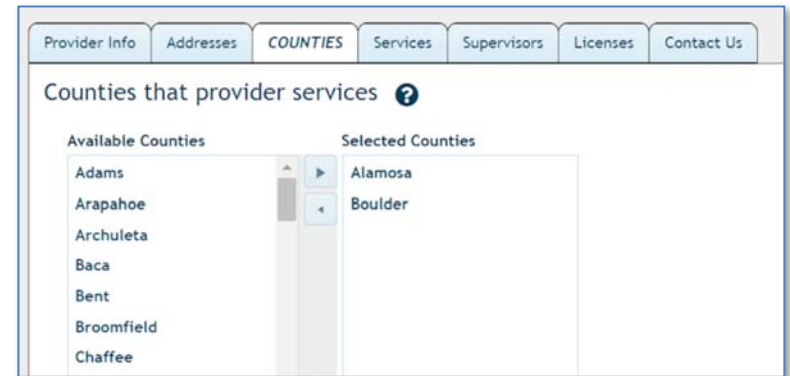 Provider Info Addresses COUNTIES Services Supervisors Licenses Contact Us
Counties that provider services ?
Available Counties Selected Counties
Adams Alamosa
Arapahoe Boulder
Archuleta
Baca
Bent
Broomfield
Chaffee